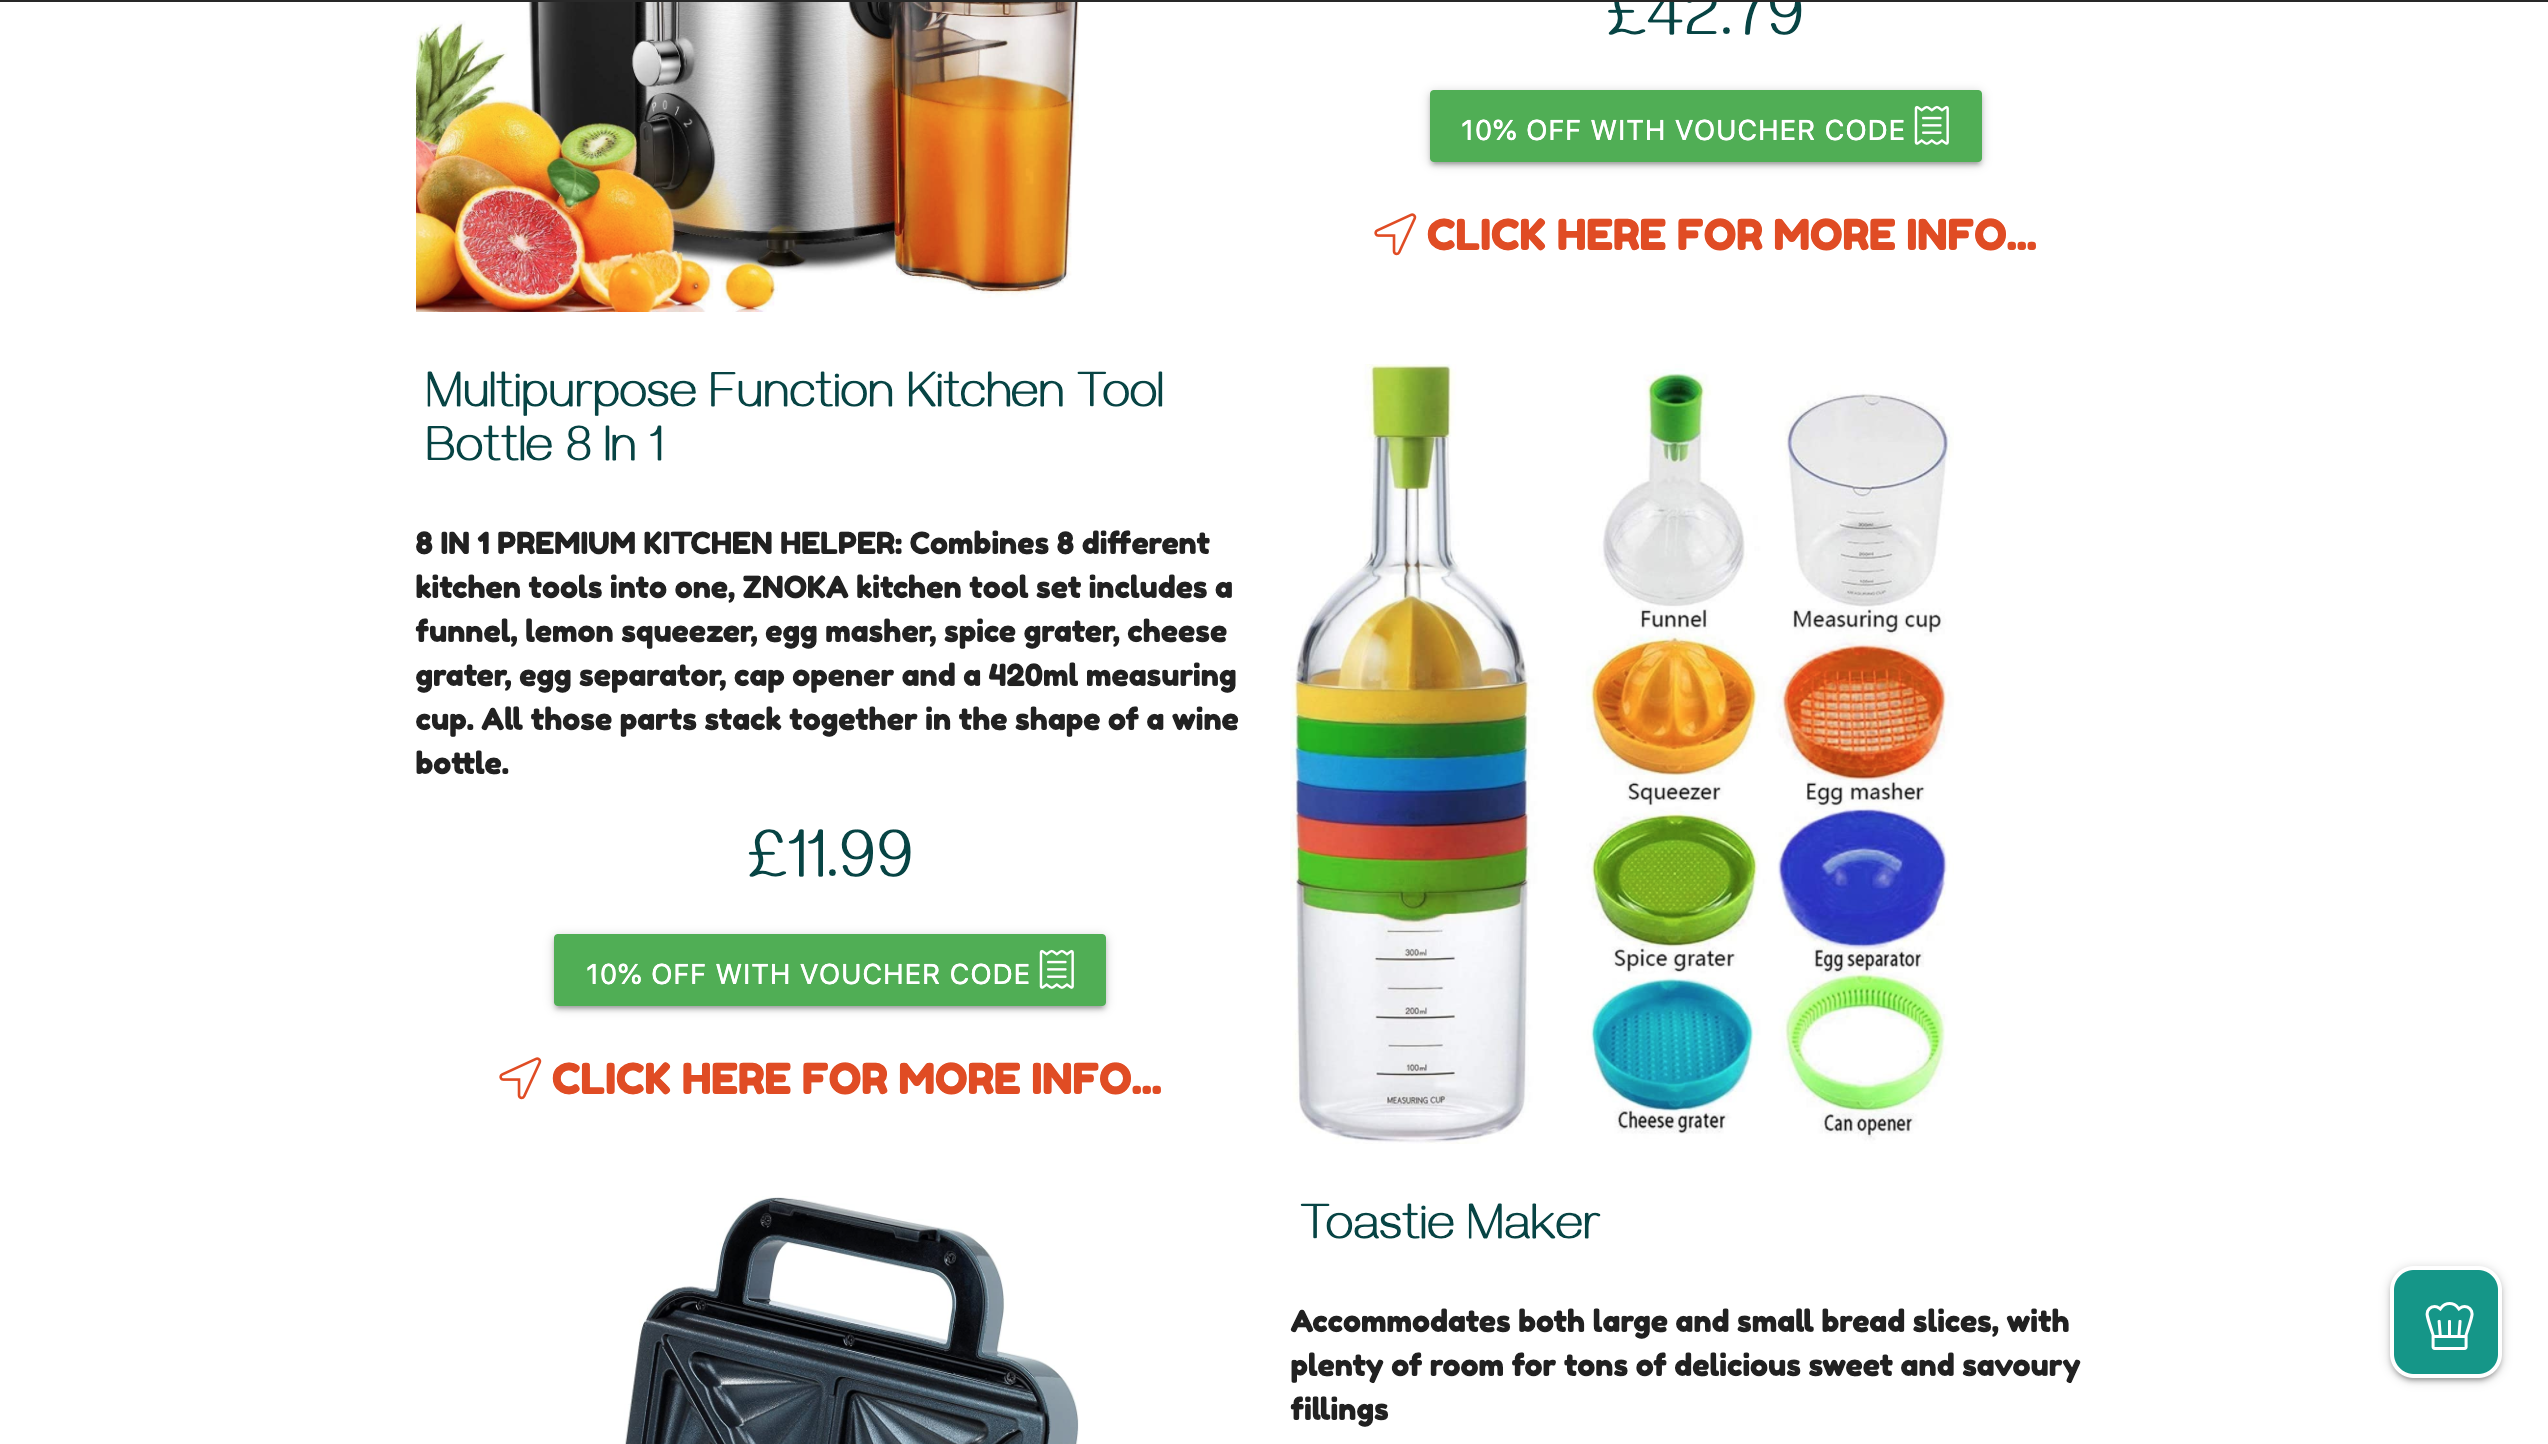 £42.79
10% OFF WITH VOUCHER CODE
CLICK HERE FOR MORE INFO...
P 0 1 2
Multipurpose Function Kitchen Tool
Bottle 8 In 1
8 IN 1 PREMIUM KITCHEN HELPER: Combines 8 different
kitchen tools into one, ZNOKA kitchen tool set includes a
funnel, lemon squeezer, egg masher, spice grater, cheese
grater, egg separator, cap opener and a 420ml measuring
cup. All those parts stack together in the shape of a wine
bottle.
£11.99
10% OFF WITH VOUCHER CODE
CLICK HERE FOR MORE INFO...
Funnel
Measuring cup
Squeezer
Egg masher
Spice grater
Egg separator
Cheese grater
Can opener
300ml
200ml
100ml
MEASURING CUP
Toastie Maker
Accommodates both large and small bread slices, with
plenty of room for tons of delicious sweet and savoury
fillings